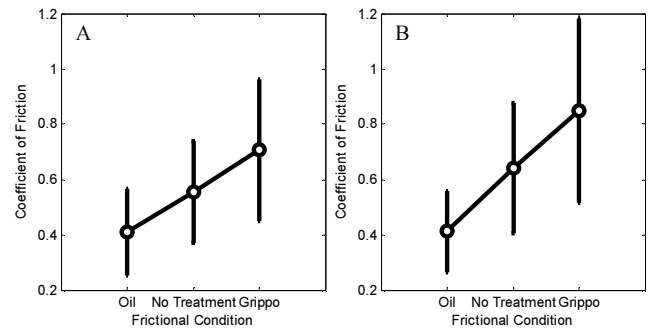 A
1.2
1
0.8
0.6
0.4
0.2
Coefficient of Friction
Oil No Treatment Grippo
Frictional Condition
B
1.2
1
0.8
0.6
0.4
0.2
Coefficient of Friction
Oil No Treatment Grippo
Frictional Condition